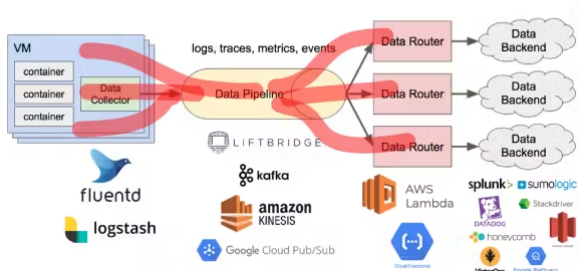 VM
container
container
container
Data
Collector
logs, traces, metrics, events
Data Pipeline
Data Router
Data Router
Data Router
Data
Backend
Data
Backend
Data
Backend
fluentd
logstash
LIFTBRIDGE
kafka
amazon
KINESIS
Google Cloud Pub/Sub
AWS
Lambda
Cloud Functions
splunk>
sumologic
DATADOG
Stackdriver
honeycomb